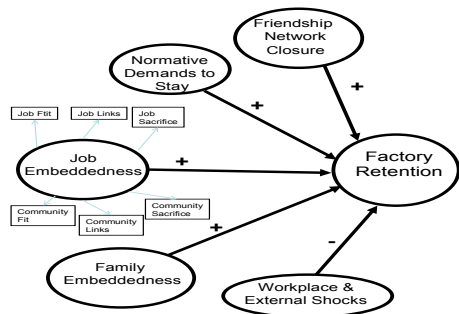 Friendship
Network
Closure
Normative
Demands to
Stay
+
+
Job Ftit
Job Links
Job
Sacrifice
Job
Embeddedness
+
Factory
Retention
Community
Fit
Community
Links
Community
Sacrifice
+
-
Family
Embeddedness
Workplace &
External Shocks